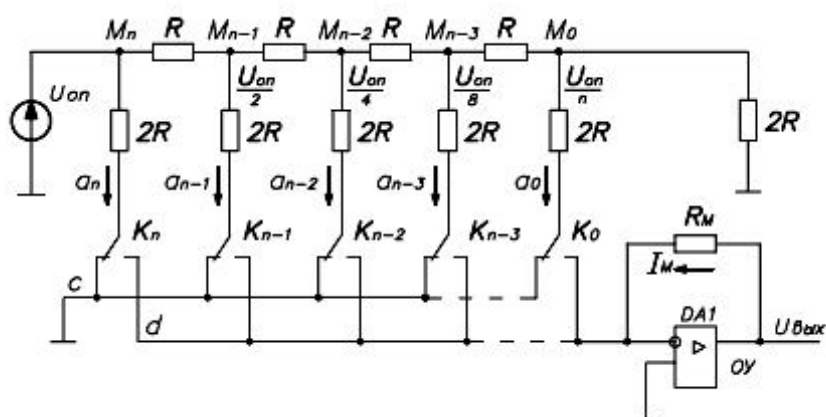 Mn R Mn-1 R Mn-2 R Mn-3 R M0
Uоп
Uоп/2 Uоп/4 Uоп/8 Uоп/n
2R 2R 2R 2R 2R 2R
an an-1 an-2 an-3 a0
Kn Kn-1 Kn-2 Kn-3 K0
RM
IM
c
d
DA1
Uвых
ОУ